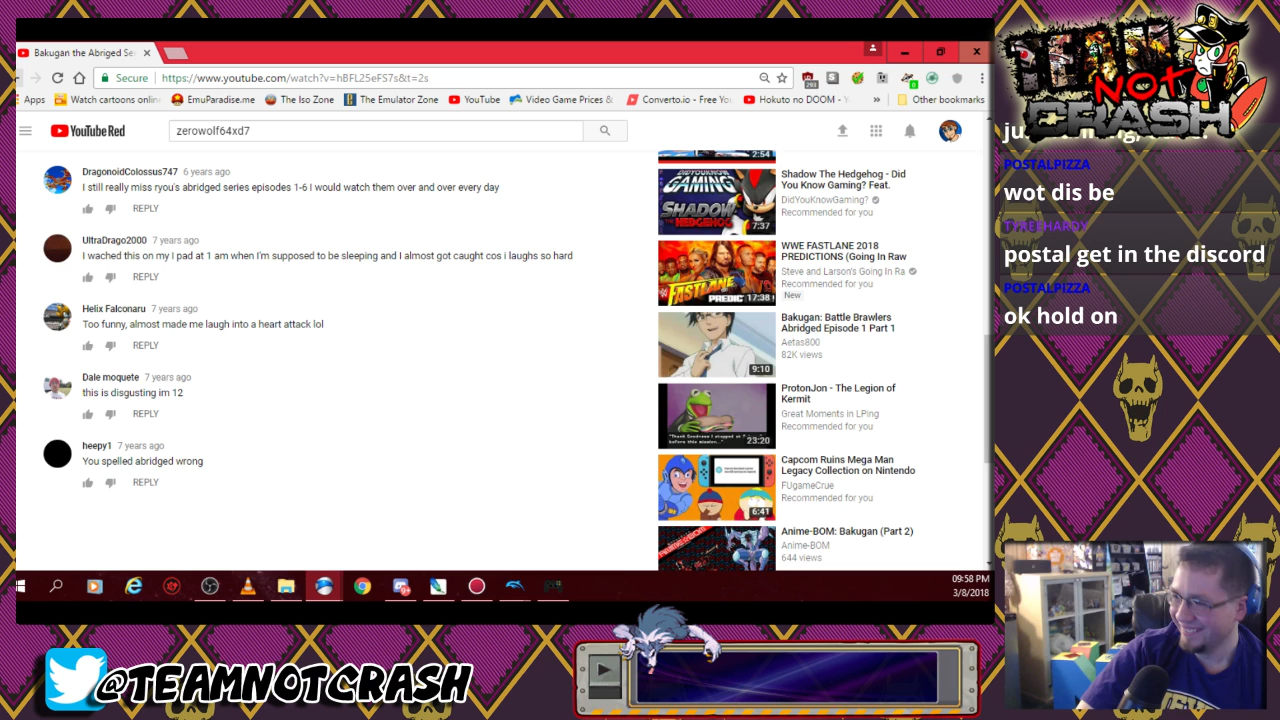 Bakugan the Abriged Se
Secure
https://www.youtube.com/watch?v=hBFL25eFS7s&t=2s
Apps
Watch cartoons onlin
EmuParadise.me
The Iso Zone
The Emulator Zone
YouTube
Video Game Prices &
Converto.io - Free You
Hokuto no DOOM - Y
»
Other bookmarks
YouTube Red
zerowolf64xd7
DragonoidColossus747 6 years ago
I still really miss ryou's abridged series episodes 1-6 I would watch them over and over every day
REPLY
UltraDrago2000 7 years ago
I wached this on my I pad at 1 am when I'm supposed to be sleeping and I almost got caught cos i laughs so hard
REPLY
Helix Falconaru 7 years ago
Too funny, almost made me laugh into a heart attack lol
REPLY
Dale moquete 7 years ago
this is disgusting im 12
REPLY
heepy1 7 years ago
You spelled abridged wrong
REPLY
2:54
DIDYOUKNOW
GAMING
SHADOW
THE HEDGEHOG
7:37
Shadow The Hedgehog - Did
You Know Gaming? Feat.
DidYouKnowGaming?
Recommended for you
FASTLANE
PREDIC
17:38
WWE FASTLANE 2018
PREDICTIONS (Going In Raw
Steve and Larson's Going In Ra
Recommended for you
New
9:10
Bakugan: Battle Brawlers
Abridged Episode 1 Part 1
Aetas800
82K views
23:20
ProtonJon - The Legion of
Kermit
Great Moments in LPing
Recommended for you
6:41
Capcom Ruins Mega Man
Legacy Collection on Nintendo
FUgameCrue
Recommended for you
Anime-BOM: Bakugan (Part 2)
Anime-BOM
644 views
09:58 PM
3/8/2018
TEAM
NOT
CRASH
POSTALPIZZA
wot dis be
TYREEHARDY
postal get in the discord
POSTALPIZZA
ok hold on
@TEAMNOTCRASH